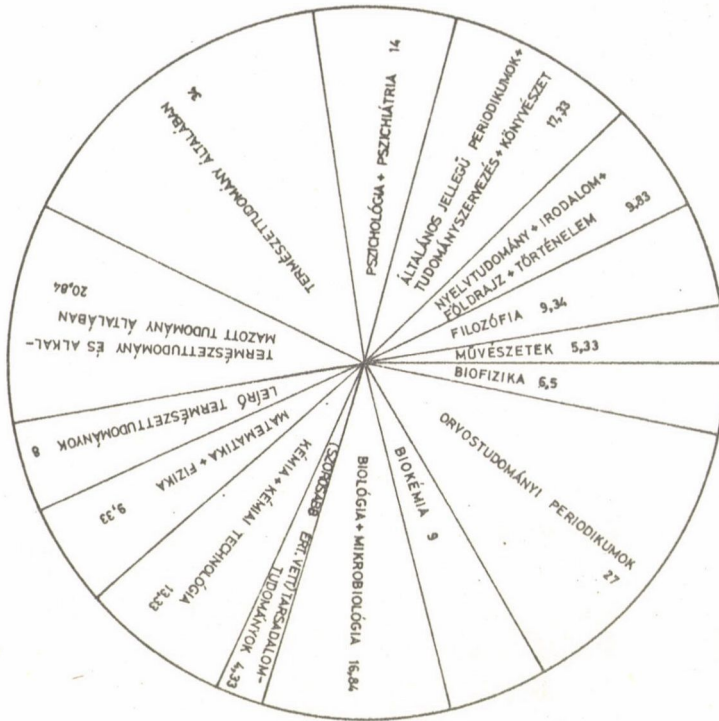 TERMÉSZETTUDOMÁNY ÁLTALÁBAN
34
PSZICHOLÓGIA + PSZICHIÁTRIA 14
ÁLTALÁNOS JELLEGŰ PERIODIKUMOK +
TUDOMÁNYSZERVEZÉS + KÖNYVÉSZET
17,33
NYELVTUDOMÁNY + IRODALOM +
FÖLDRAJZ + TÖRTÉNELEM
9,83
FILOZÓFIA 9,34
MŰVÉSZETEK 5,33
BIOFIZIKA 6,5
ORVOSTUDOMÁNYI PERIODIKUMOK
27
BIOKÉMIA 9
BIOLÓGIA + MIKROBIOLÓGIA 16,84
(SZOROSABB ÉRT. VETT) TÁRSADALOM-
TUDOMÁNYOK 4,33
KÉMIA + KÉMIAI TECHNOLÓGIA
13,33
MATEMATIKA + FIZIKA
9,33
LEÍRÓ TERMÉSZETTUDOMÁNYOK 8
TERMÉSZETTUDOMÁNY ÉS ALKAL-
MAZOTT TUDOMÁNY ÁLTALÁBAN
20,84